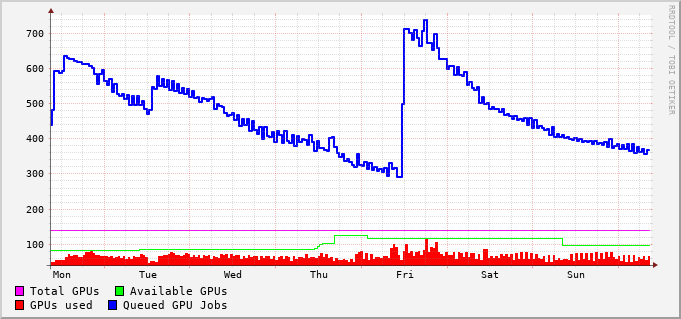 RRDTOOL / TOBI OETIKER
700
600
500
400
300
200
100
Mon Tue Wed Thu Fri Sat Sun
Total GPUs Available GPUs
GPUs used Queued GPU Jobs